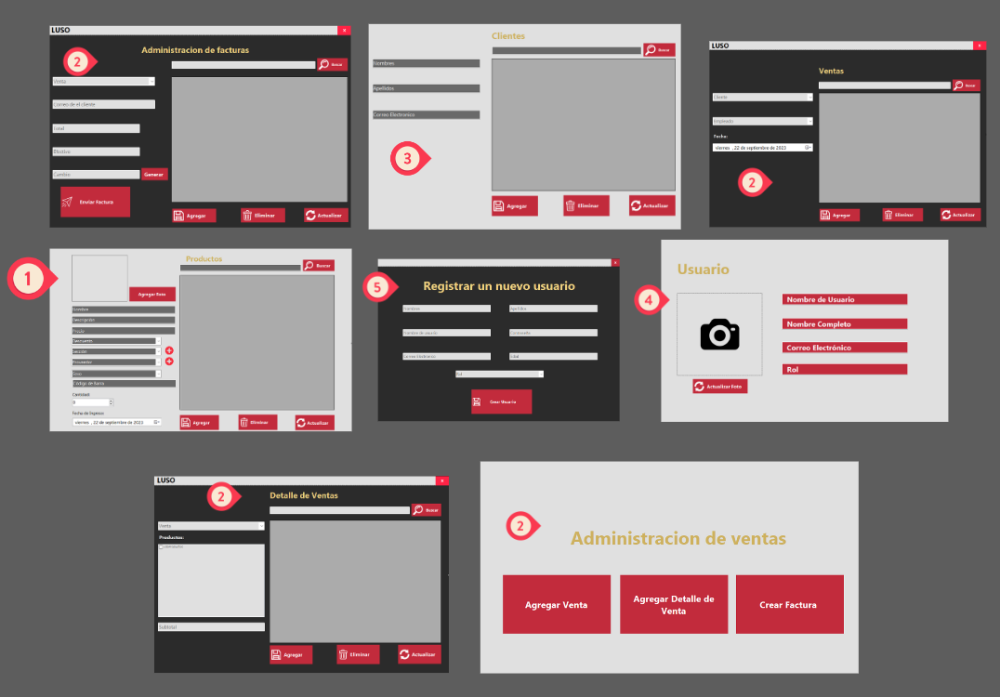 LUSO
x
Administracion de facturas
2
Buscar
Venta
Correo de el cliente
Total
Efectivo
Cambio
Generar
Enviar Factura
Agregar
Eliminar
Actualizar
Clientes
Buscar
Nombres
Apellidos
Correo Electronico
3
Agregar
Eliminar
Actualizar
LUSO
x
Ventas
Buscar
Cliente
Empleado
Fecha:
viernes , 22 de septiembre de 2023
2
Agregar
Eliminar
Actualizar
1
Productos
Buscar
Agregar Foto
Nombre
Descripción
Precio
Descuento
Sección
Proveedor
Código de Barra
Cantidad:
0
Fecha de Ingreso:
viernes , 22 de septiembre de 2023
Agregar
Eliminar
Actualizar
x
5
Registrar un nuevo usuario
Nombres
Apellidos
Nombre de usuario
Contraseña
Correo Electrónico
Edad
Rol
Crear Usuario
Usuario
4
Nombre de Usuario
Nombre Completo
Correo Electrónico
Rol
Actualizar Foto
LUSO
x
2
Detalle de Ventas
Buscar
Venta
Productos:
Subtotal
Agregar
Eliminar
Actualizar
2
Administracion de ventas
Agregar Venta
Agregar Detalle de
Venta
Crear Factura